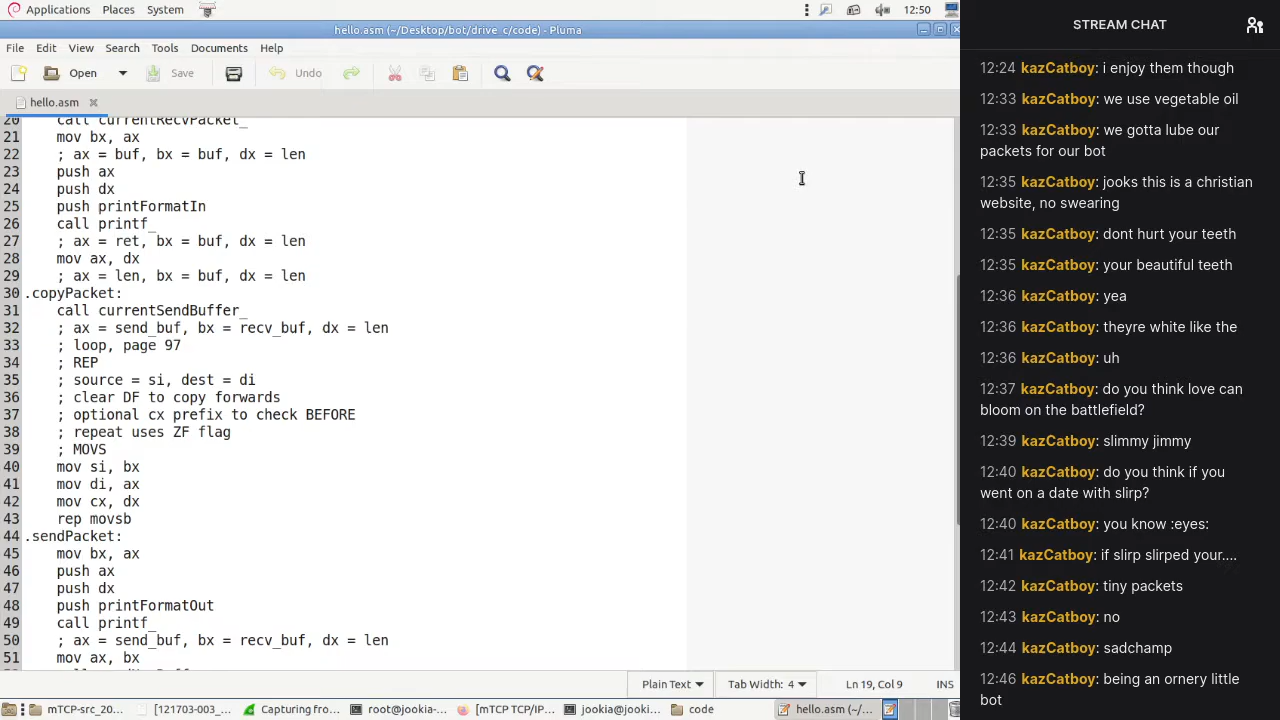 Applications Places System 12:50
hello.asm (~/Desktop/bot/drive_c/code) - Pluma
File Edit View Search Tools Documents Help
Open Save Undo
hello.asm
20 call currentRecvPacket_
21 mov bx, ax
22 ; ax = buf, bx = buf, dx = len
23 push ax
24 push dx
25 push printFormatIn
26 call printf_
27 ; ax = ret, bx = buf, dx = len
28 mov ax, dx
29 ; ax = len, bx = buf, dx = len
30 .copyPacket:
31 call currentSendBuffer_
32 ; ax = send_buf, bx = recv_buf, dx = len
33 ; loop, page 97
34 ; REP
35 ; source = si, dest = di
36 ; clear DF to copy forwards
37 ; optional cx prefix to check BEFORE
38 ; repeat uses ZF flag
39 ; MOVS
40 mov si, bx
41 mov di, ax
42 mov cx, dx
43 rep movsb
44 .sendPacket:
45 mov bx, ax
46 push ax
47 push dx
48 push printFormatOut
49 call printf_
50 ; ax = send_buf, bx = recv_buf, dx = len
51 mov ax, bx
Plain Text Tab Width: 4 Ln 19, Col 9 INS
mTCP-src_20... [121703-003_... Capturing fro... root@jookia-... [mTCP TCP/IP... jookia@jooki... code hello.asm (~/...
STREAM CHAT
12:24 kazCatboy: i enjoy them though
12:33 kazCatboy: we use vegetable oil
12:33 kazCatboy: we gotta lube our
packets for our bot
12:35 kazCatboy: jooks this is a christian
website, no swearing
12:35 kazCatboy: dont hurt your teeth
12:35 kazCatboy: your beautiful teeth
12:36 kazCatboy: yea
12:36 kazCatboy: theyre white like the
12:36 kazCatboy: uh
12:37 kazCatboy: do you think love can
bloom on the battlefield?
12:39 kazCatboy: slimmy jimmy
12:40 kazCatboy: do you think if you
went on a date with slirp?
12:40 kazCatboy: you know :eyes:
12:41 kazCatboy: if slirp slirped your....
12:42 kazCatboy: tiny packets
12:43 kazCatboy: no
12:44 kazCatboy: sadchamp
12:46 kazCatboy: being an ornery little
bot